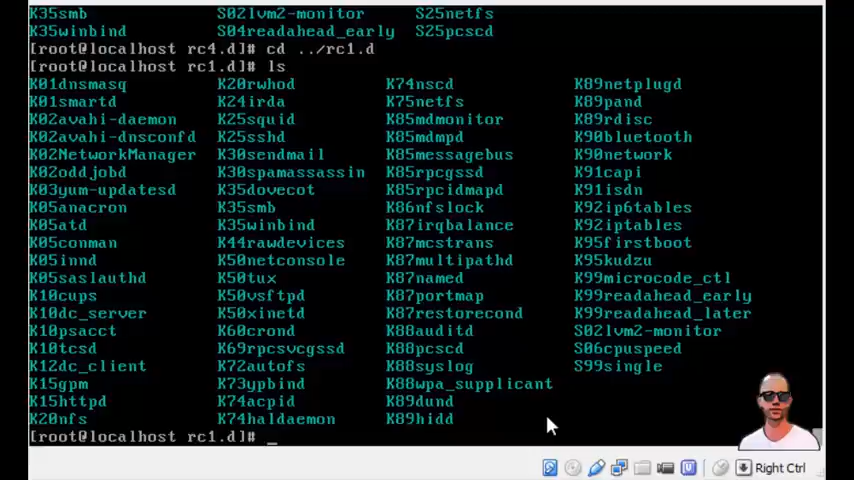 K35smb S02lvm2-monitor S25netfs
K35winbind S04readahead_early S25pcscd
[root@localhost rc4.d]# cd ../rc1.d
[root@localhost rc1.d]# ls
K01dnsmasq K20rwhod K74nscd K89netplugd
K01smartd K24irda K75netfs K89pand
K02avahi-daemon K25squid K85mdmonitor K89rdisc
K02avahi-dnsconfd K25sshd K85mdmpd K90bluetooth
K02NetworkManager K30sendmail K85messagebus K90network
K02oddjobd K30spamassassin K85rpcgssd K91capi
K03yum-updatesd K35dovecot K85rpcidmapd K91isdn
K05anacron K35smb K86nfslock K92ip6tables
K05atd K35winbind K87irqbalance K92iptables
K05conman K44rawdevices K87mcstrans K95firstboot
K05innd K50netconsole K87multipathd K95kudzu
K05saslauthd K50tux K87named K99microcode_ctl
K10cups K50vsftpd K87portmap K99readahead_early
K10dc_server K50xinetd K87restorecond K99readahead_later
K10psacct K60crond K88auditd S02lvm2-monitor
K10tcsd K69rpcsvcgssd K88pcscd S06cpuspeed
K12dc_client K72autofs K88syslog S99single
K15gpm K73ypbind K88wpa_supplicant
K15httpd K74acpid K89dund
K20nfs K74haldaemon K89hidd
[root@localhost rc1.d]# _
Right Ctrl